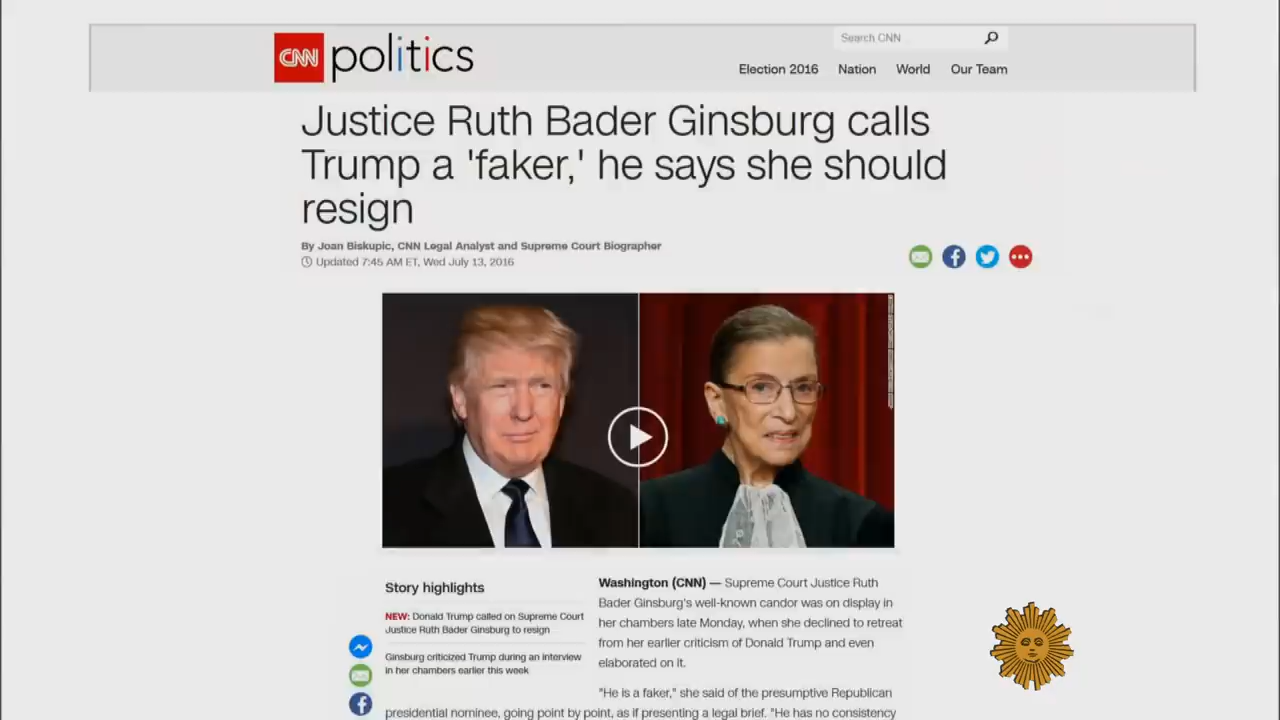 CNN politics
Search CNN
Election 2016 Nation World Our Team
Justice Ruth Bader Ginsburg calls
Trump a 'faker,' he says she should
resign
By Joan Biskupic, CNN Legal Analyst and Supreme Court Biographer
Updated 7:45 AM ET, Wed July 13, 2016
Story highlights
NEW: Donald Trump called on Supreme Court
Justice Ruth Bader Ginsburg to resign
Ginsburg criticized Trump during an interview
in her chambers earlier this week
Washington (CNN) — Supreme Court Justice Ruth
Bader Ginsburg's well-known candor was on display in
her chambers late Monday, when she declined to retreat
from her earlier criticism of Donald Trump and even
elaborated on it.
"He is a faker," she said of the presumptive Republican
presidential nominee, going point by point, as if presenting a legal brief. "He has no consistency